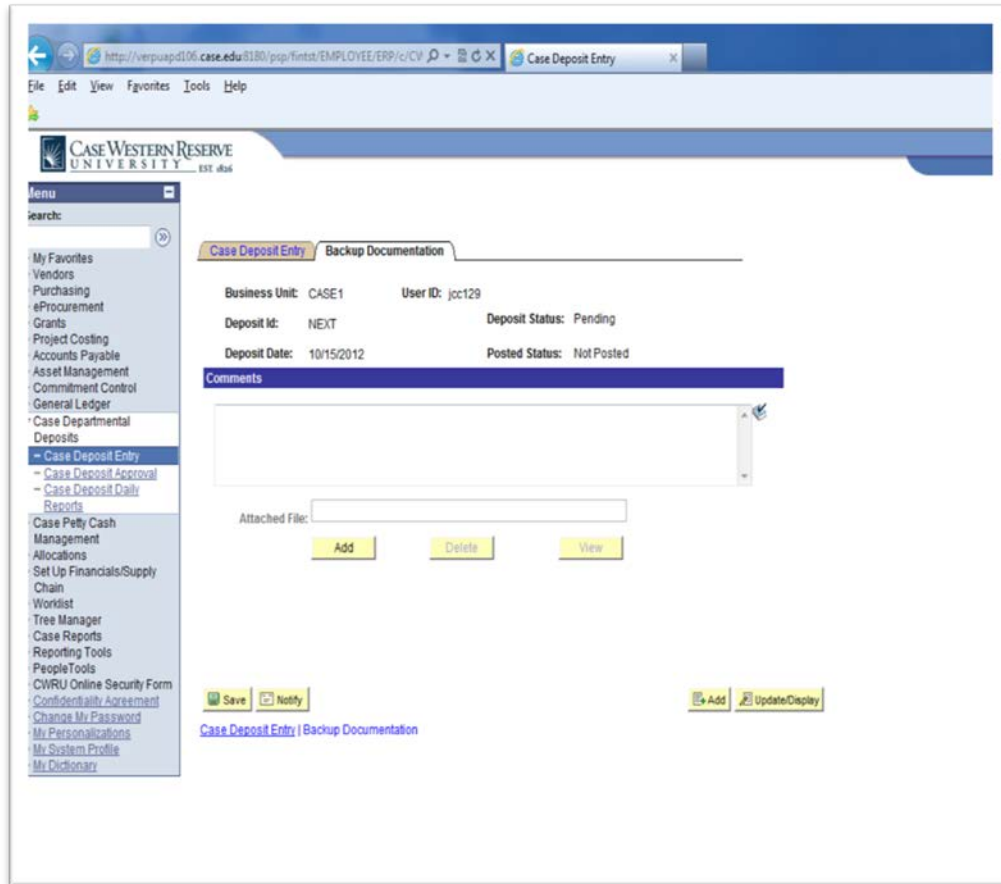 http://verpuapd106.case.edu:8180/psp/fintst/EMPLOYEE/ERP/c/CW
Case Deposit Entry
File Edit View Favorites Tools Help
CASE WESTERN RESERVE
UNIVERSITY EST. 1826
Menu
Search:
My Favorites
Vendors
Purchasing
eProcurement
Grants
Project Costing
Accounts Payable
Asset Management
Commitment Control
General Ledger
Case Departmental
Deposits
– Case Deposit Entry
– Case Deposit Approval
– Case Deposit Daily
Reports
Case Petty Cash
Management
Allocations
Set Up Financials/Supply
Chain
Worklist
Tree Manager
Case Reports
Reporting Tools
PeopleTools
CWRU Online Security Form
Confidentiality Agreement
Change My Password
My Personalizations
My System Profile
My Dictionary
Case Deposit Entry Backup Documentation
Business Unit: CASE1 User ID: jcc129
Deposit Id: NEXT Deposit Status: Pending
Deposit Date: 10/15/2012 Posted Status: Not Posted
Comments
Attached File:
Add Delete View
Save Notify Add Update/Display
Case Deposit Entry | Backup Documentation